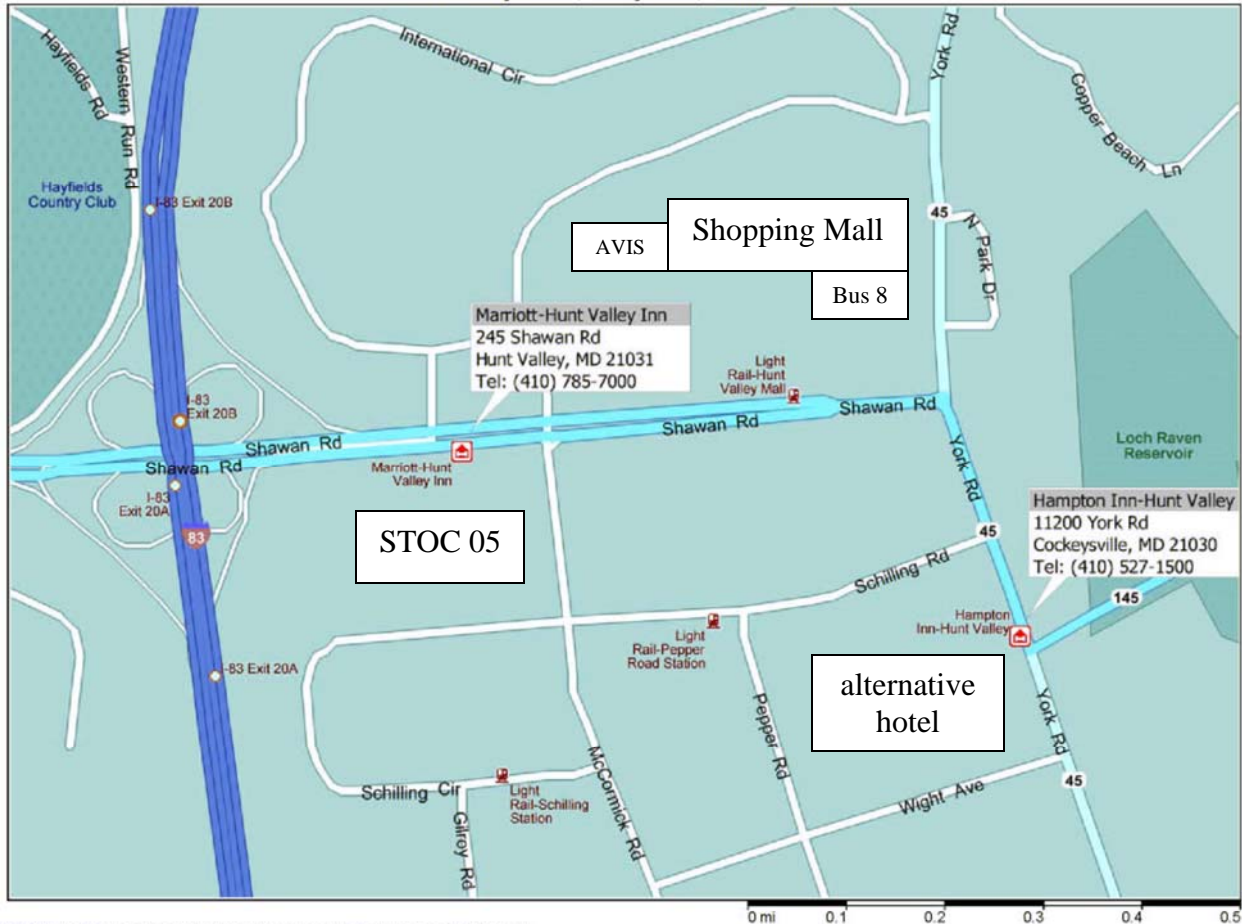 International Cir
York Rd
Hayfields Rd
Western Run Rd
Copper Beach Ln
Hayfields
Country Club
I-83 Exit 20B
45
N Park Dr
AVIS
Shopping Mall
Bus 8
Marriott-Hunt Valley Inn
245 Shawan Rd
Hunt Valley, MD 21031
Tel: (410) 785-7000
Light
Rail-Hunt
Valley Mall
I-83
Exit 20B
Shawan Rd
Shawan Rd
Shawan Rd
Shawan Rd
Marriott-Hunt
Valley Inn
I-83
Exit 20A
83
STOC 05
York Rd
Loch Raven
Reservoir
Hampton Inn-Hunt Valley
11200 York Rd
Cockeysville, MD 21030
Tel: (410) 527-1500
45
Schilling Rd
145
Hampton
Inn-Hunt Valley
Light
Rail-Pepper
Road Station
I-83 Exit 20A
alternative
hotel
York Rd
Pepper Rd
McCormick Rd
Schilling Cir
Light
Rail-Schilling
Station
Gilroy Rd
Wight Ave
45
0 mi 0.1 0.2 0.3 0.4 0.5